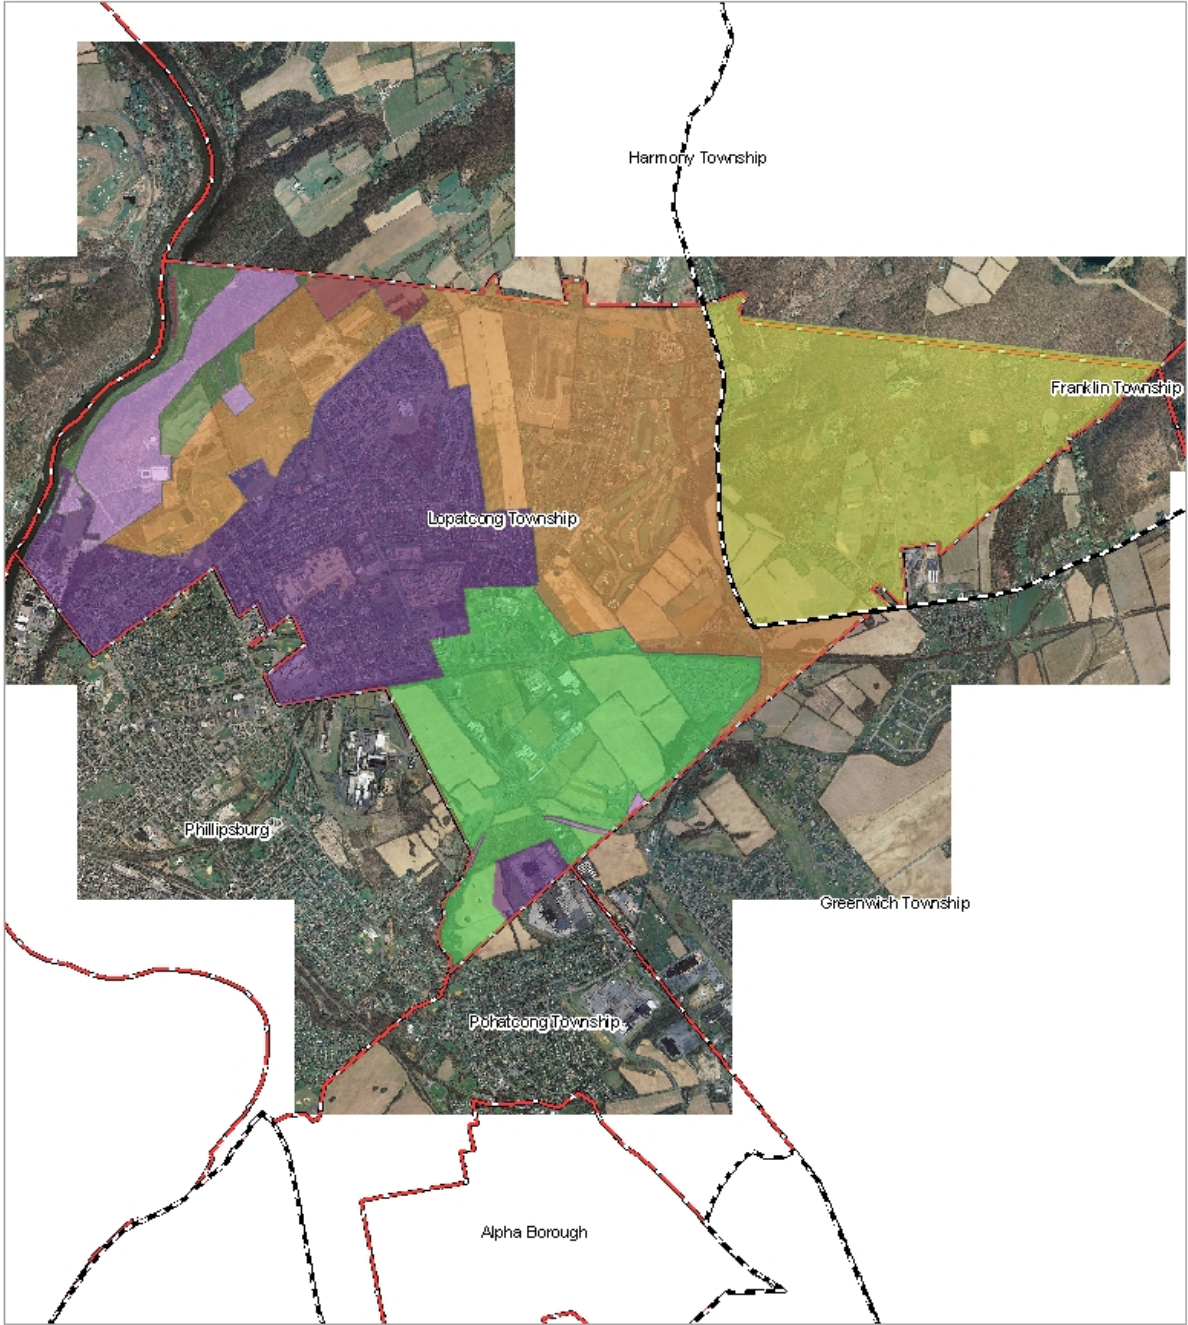 Harmony Township
Franklin Township
Lopatcong Township
Phillipsburg
Greenwich Township
Pohatcong Township
Alpha Borough